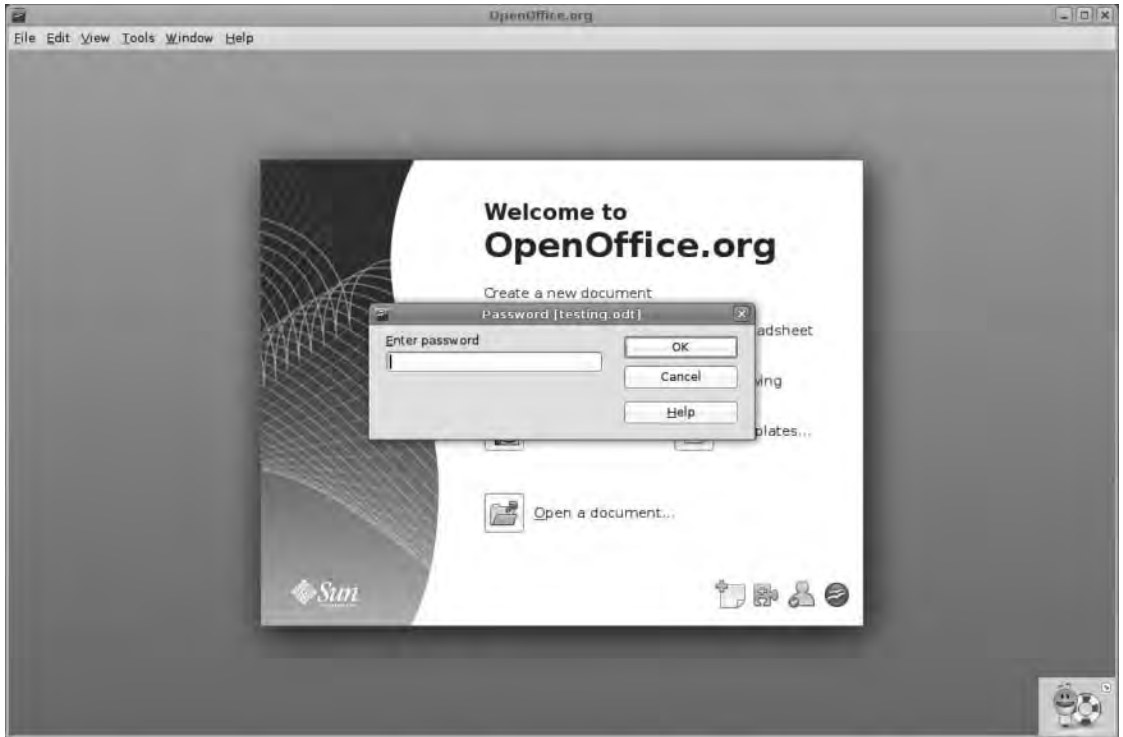 OpenOffice.org
File Edit View Tools Window Help
Welcome to
OpenOffice.org
Create a new document
Password [testing.odt]
Enter password
OK
Cancel
Help
adsheet
wing
plates...
Open a document...
Sun